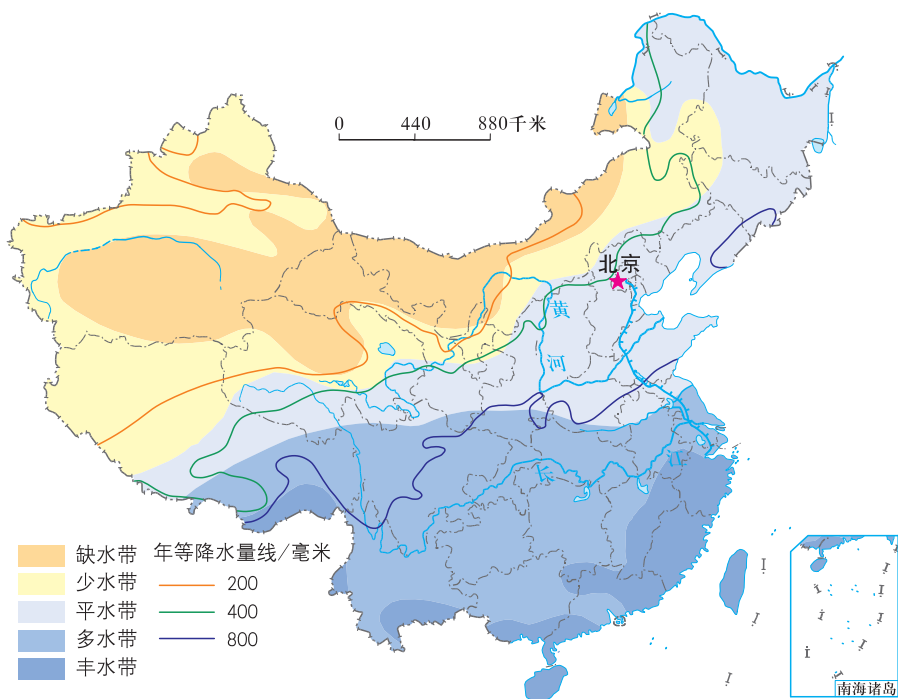 0 440 880千米
北京
黄
河
长 江
缺水带
少水带
平水带
多水带
丰水带
年等降水量线/毫米
200
400
800
南海诸岛